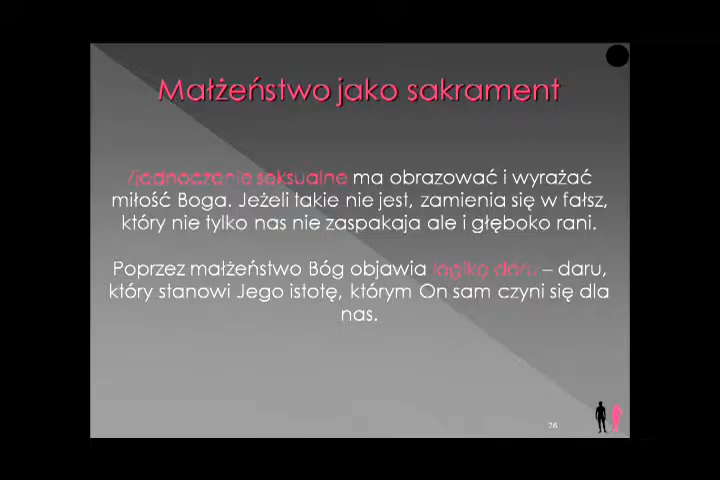 Małżeństwo jako sakrament
Zjednoczenie seksualne ma obrazować i wyrażać
miłość Boga. Jeżeli takie nie jest, zamienia się w fałsz,
który nie tylko nas nie zaspakaja ale i głęboko rani.
Poprzez małżeństwo Bóg objawia logikę daru – daru,
który stanowi Jego istotę, którym On sam czyni się dla
nas.
26